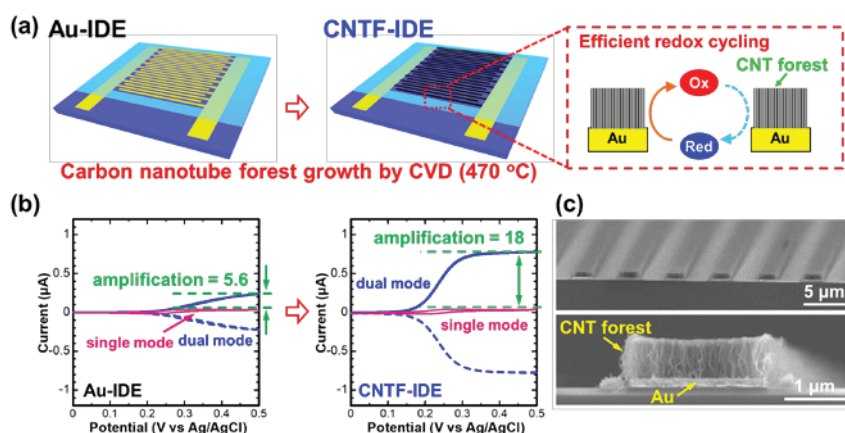 (a) Au-IDE
CNTF-IDE
Efficient redox cycling
CNT forest
Ox
Au
Red
Au
Carbon nanotube forest growth by CVD (470 °C)
(b)
1
0.5
0
-0.5
-1
Current (μA)
amplification = 5.6
single mode
dual mode
Au-IDE
0 0.1 0.2 0.3 0.4 0.5
Potential (V vs Ag/AgCl)
1
0.5
0
-0.5
-1
Current (μA)
amplification = 18
dual mode
single mode
CNTF-IDE
0 0.1 0.2 0.3 0.4 0.5
Potential (V vs Ag/AgCl)
(c)
5 μm
CNT forest
Au
1 μm